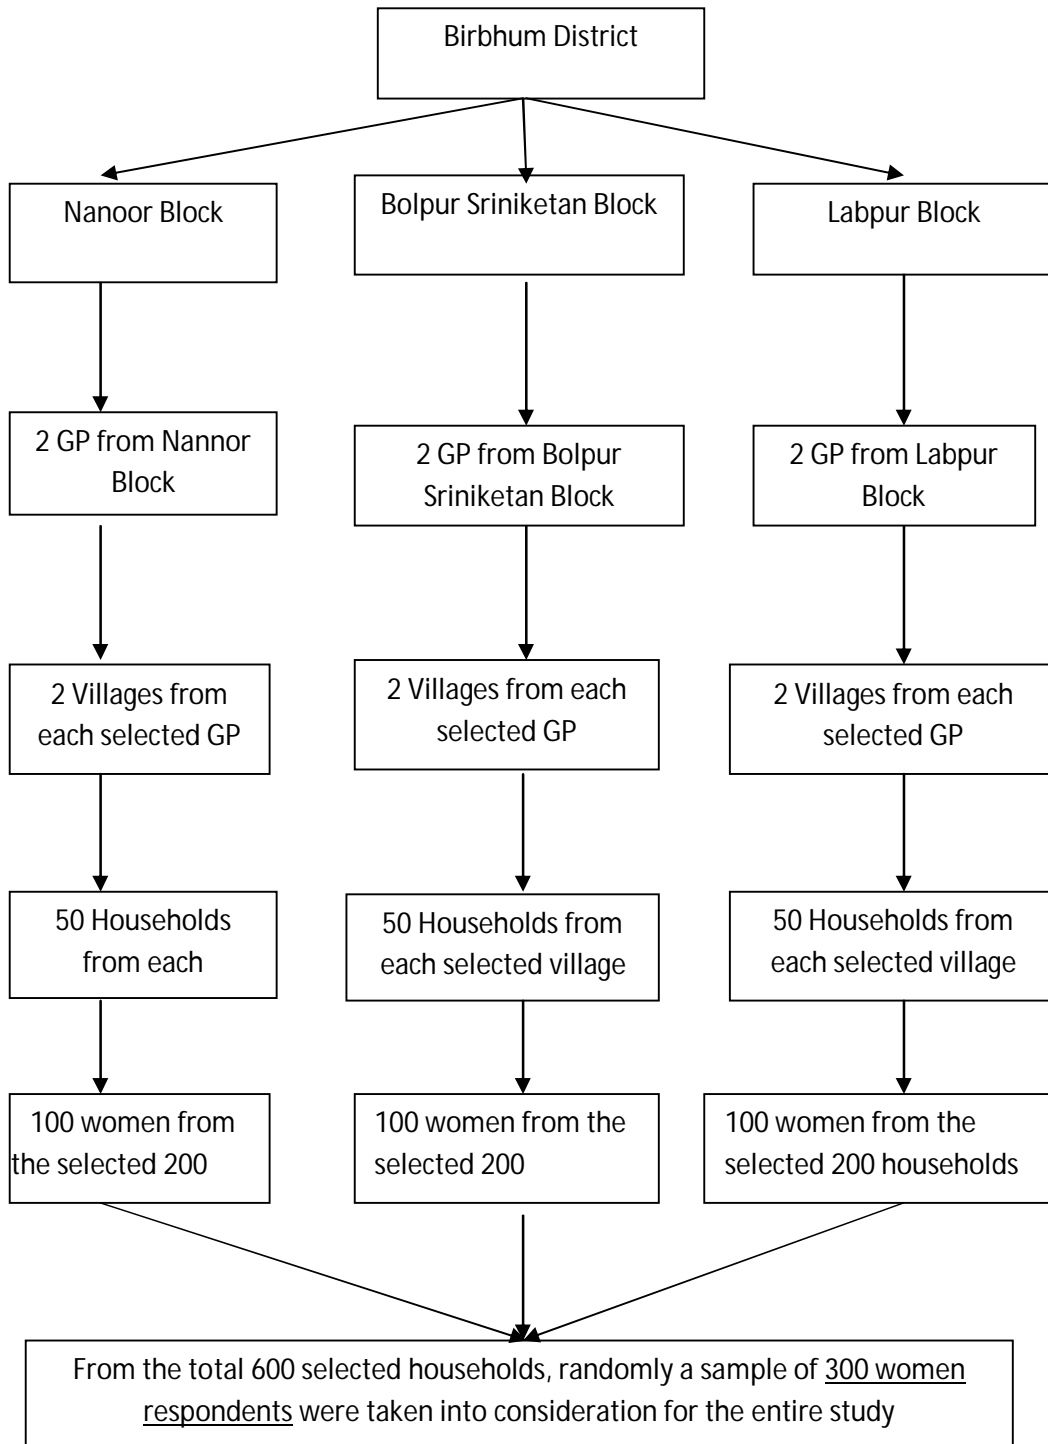 Birbhum District
Nanoor Block
Bolpur Sriniketan Block
Labpur Block
2 GP from Nannor
Block
2 GP from Bolpur
Sriniketan Block
2 GP from Labpur
Block
2 Villages from
each selected GP
2 Villages from each
selected GP
2 Villages from each
selected GP
50 Households
from each
50 Households from
each selected village
50 Households from
each selected village
100 women from
the selected 200
100 women from the
selected 200
100 women from the
selected 200 households
From the total 600 selected households, randomly a sample of 300 women
respondents were taken into consideration for the entire study